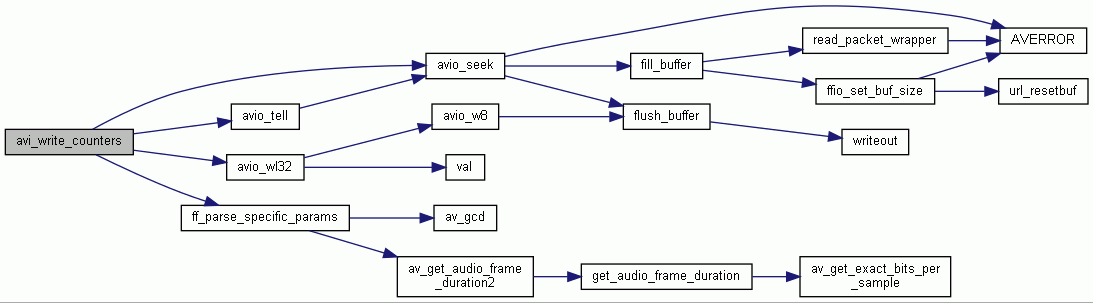 avi_write_counters
avio_seek
avio_tell
avio_wl32
ff_parse_specific_params
avio_w8
val
av_gcd
av_get_audio_frame
_duration2
fill_buffer
flush_buffer
get_audio_frame_duration
read_packet_wrapper
ffio_set_buf_size
writeout
av_get_exact_bits_per
_sample
AVERROR
url_resetbuf